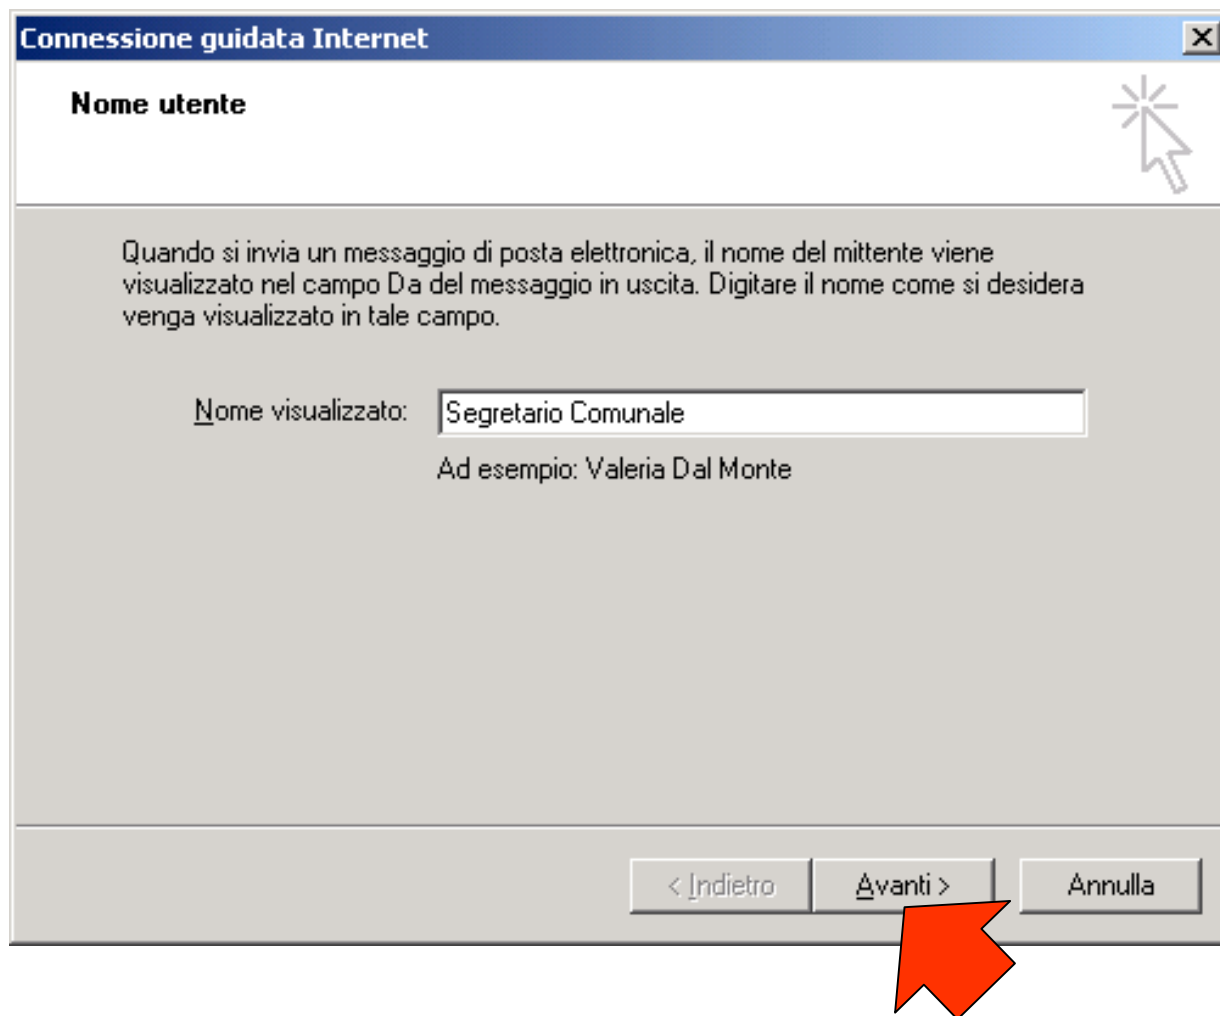 Connessione guidata Internet
Nome utente
Quando si invia un messaggio di posta elettronica, il nome del mittente viene
visualizzato nel campo Da del messaggio in uscita. Digitare il nome come si desidera
venga visualizzato in tale campo.
Nome visualizzato: Segretario Comunale
Ad esempio: Valeria Dal Monte
< Indietro Avanti > Annulla